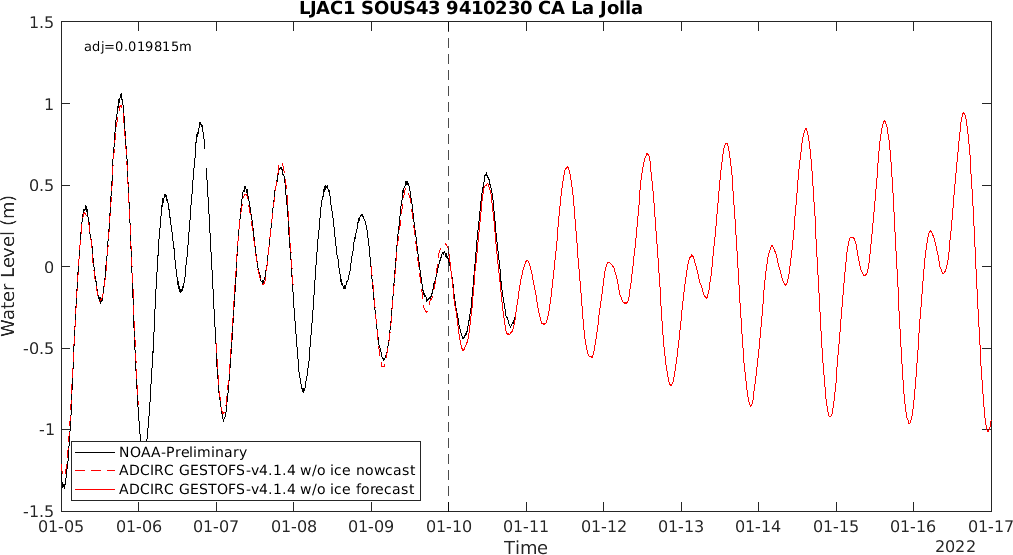 LJAC1 SOUS43 9410230 CA La Jolla
adj=0.019815m
1.5
1
0.5
0
-0.5
-1
-1.5
Water Level (m)
NOAA-Preliminary
ADCIRC GESTOFS-v4.1.4 w/o ice nowcast
ADCIRC GESTOFS-v4.1.4 w/o ice forecast
01-05 01-06 01-07 01-08 01-09 01-10 01-11 01-12 01-13 01-14 01-15 01-16 01-17
Time
2022